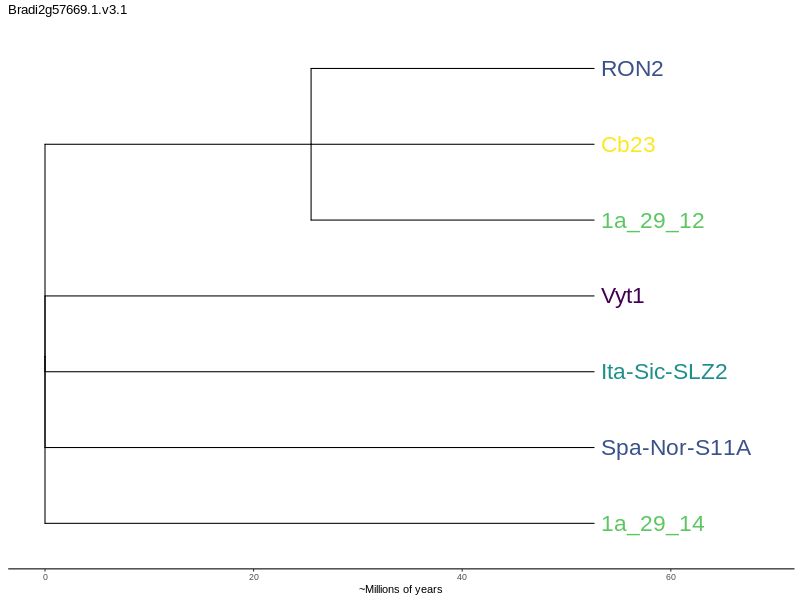 Bradi2g57669.1.v3.1
RON2
Cb23
1a_29_12
Vyt1
Ita-Sic-SLZ2
Spa-Nor-S11A
1a_29_14
0 20 40 60
~Millions of years